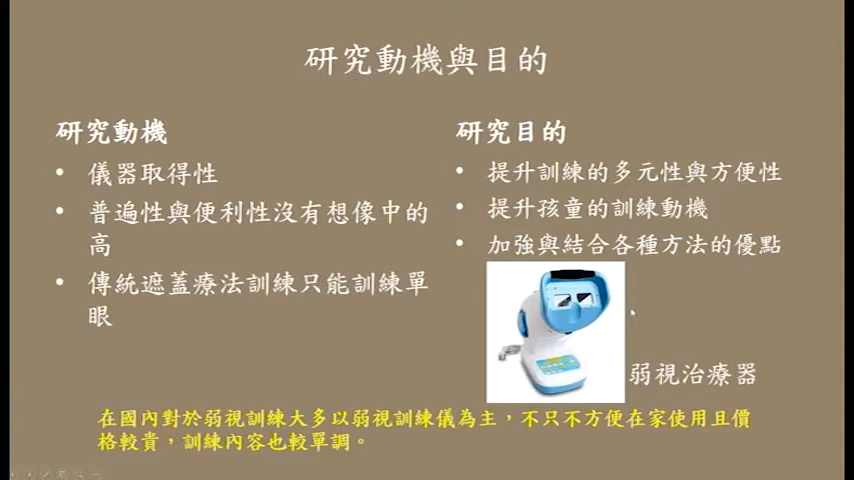 研究動機與目的
研究動機
• 儀器取得性
• 普遍性與便利性沒有想像中的
高
• 傳統遮蓋療法訓練只能訓練單
眼
研究目的
• 提升訓練的多元性與方便性
• 提升孩童的訓練動機
• 加強與結合各種方法的優點
弱視治療器
在國內對於弱視訓練大多以弱視訓練儀為主，不只不方便在家使用且價
格較貴，訓練內容也較單調。